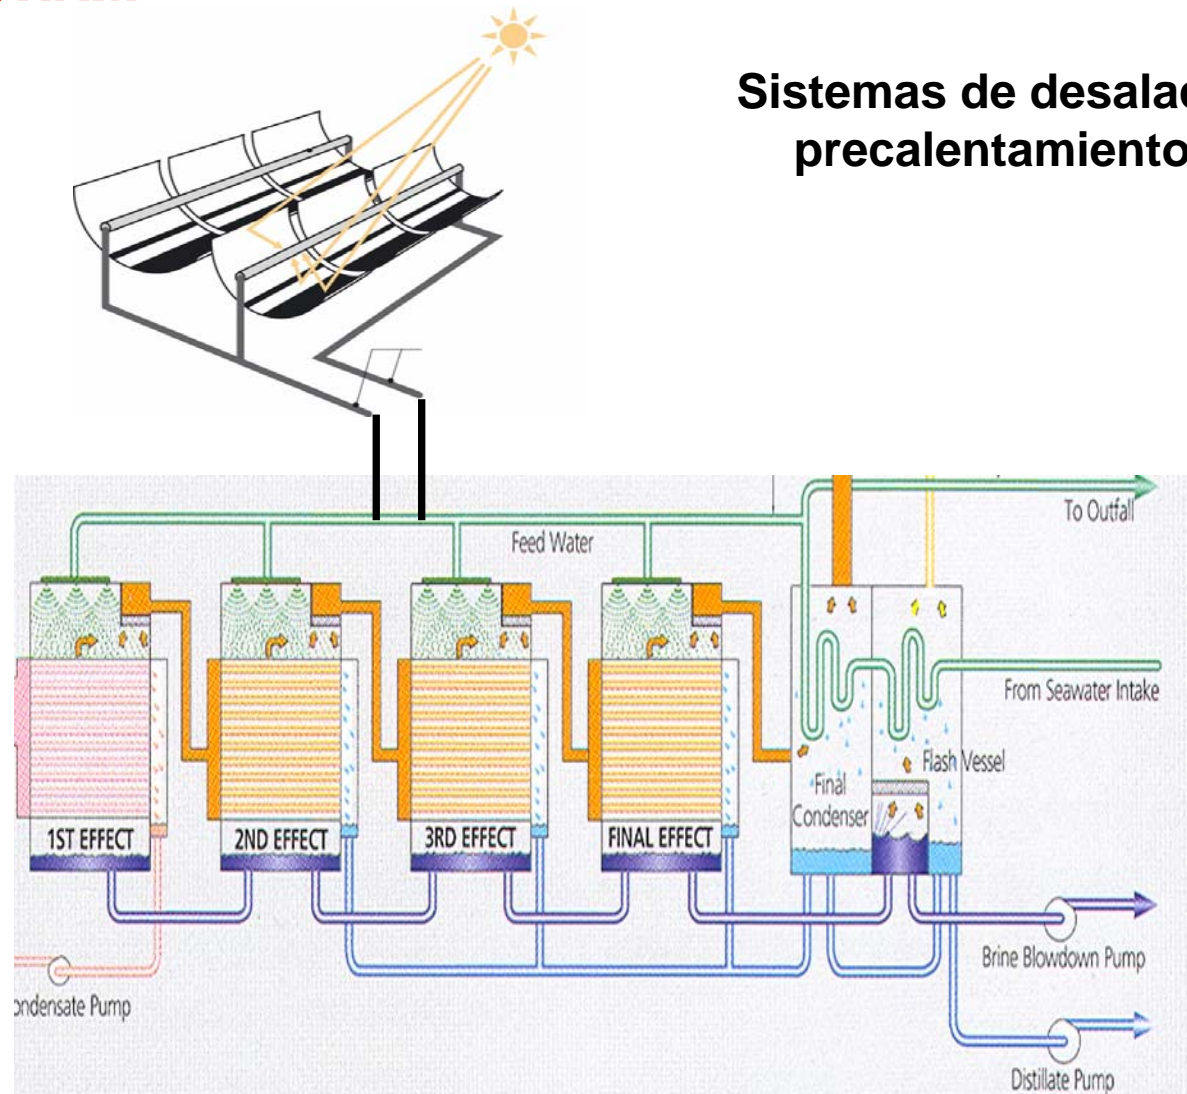 Sistemas de desala
precalentamiento
To Outfall
Feed Water
From Seawater Intake
Flash Vessel
Final
Condenser
1ST EFFECT
2ND EFFECT
3RD EFFECT
FINAL EFFECT
Brine Blowdown Pump
ondensate Pump
Distillate Pump